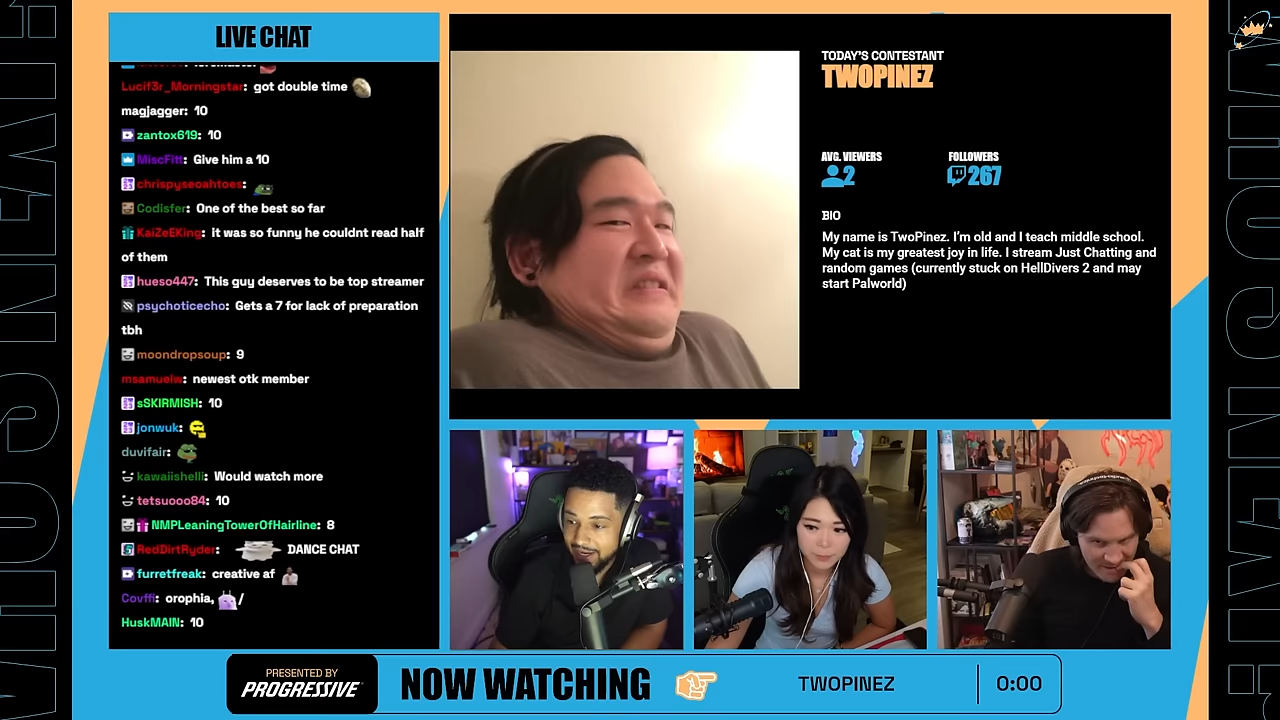 LIVE CHAT
Lucif3r_Morningstar: got double time
magjagger: 10
zantox619: 10
MiscFitt: Give him a 10
chrispyseoahtoes:
Codisfer: One of the best so far
KaiZeEKing: it was so funny he couldnt read half
of them
hueso447: This guy deserves to be top streamer
psychoticecho: Gets a 7 for lack of preparation
tbh
moondropsoup: 9
msamuelw: newest otk member
sSKIRMISH: 10
jonwuk:
duvifair:
kawaiishelli: Would watch more
tetsuooo84: 10
NMPLeaningTowerOfHairline: 8
RedDirtRyder: DANCE CHAT
furretfreak: creative af
Covffi: orophia, /
HuskMAIN: 10
TODAY'S CONTESTANT
TWOPINEZ
AVG. VIEWERS
2
FOLLOWERS
267
BIO
My name is TwoPinez. I'm old and I teach middle school.
My cat is my greatest joy in life. I stream Just Chatting and
random games (currently stuck on HellDivers 2 and may
start Palworld)
PRESENTED BY
PROGRESSIVE
NOW WATCHING
TWOPINEZ
0:00